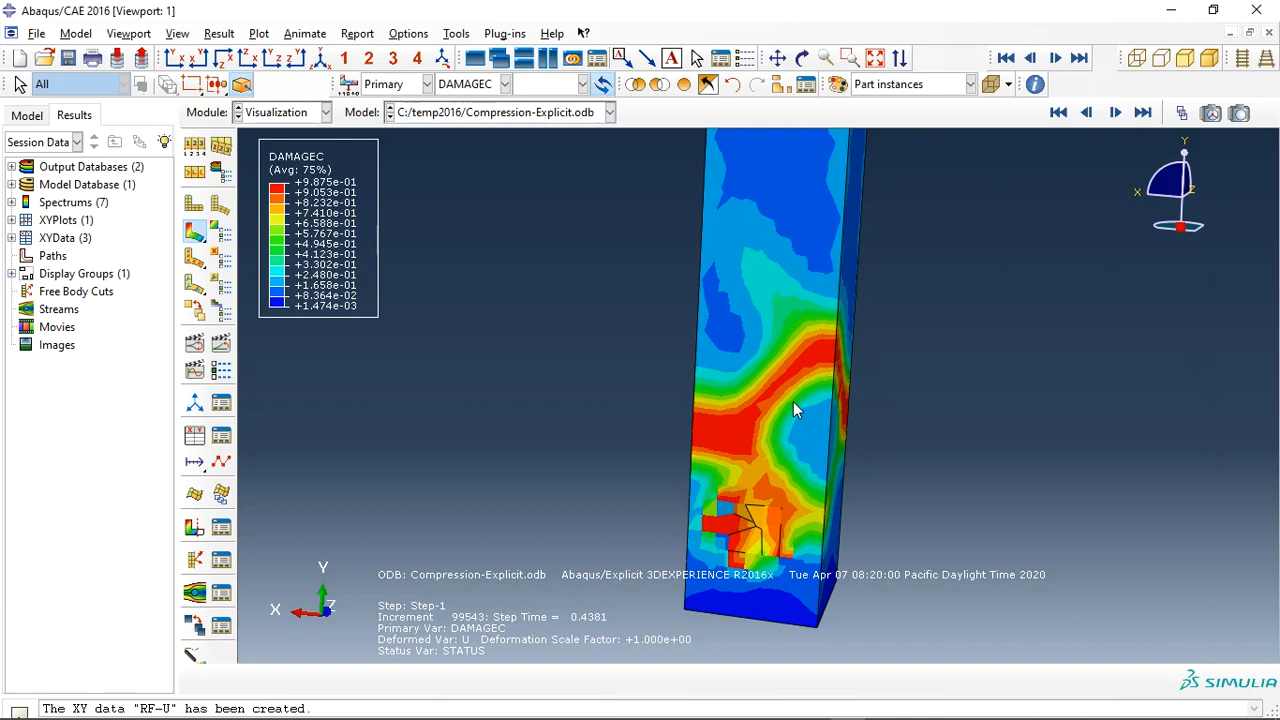 Abaqus/CAE 2016 [Viewport: 1]
File Model Viewport View Result Plot Animate Report Options Tools Plug-ins Help
1 2 3 4
All Primary DAMAGEC Part instances
Model Results Module: Visualization Model: C:/temp2016/Compression-Explicit.odb
Session Data
Output Databases (2)
Model Database (1)
Spectrums (7)
XYPlots (1)
XYData (3)
Paths
Display Groups (1)
Free Body Cuts
Streams
Movies
Images
DAMAGEC
(Avg: 75%)
+9.875e-01
+9.053e-01
+8.232e-01
+7.410e-01
+6.588e-01
+5.767e-01
+4.945e-01
+4.123e-01
+3.302e-01
+2.480e-01
+1.658e-01
+8.364e-02
+1.474e-03
Y
X
Z
Y
X
Z
ODB: Compression-Explicit.odb Abaqus/Explicit 3DEXPERIENCE R2016x Tue Apr 07 08:20 Pacific Daylight Time 2020
Step: Step-1
Increment 99543: Step Time = 0.4381
Primary Var: DAMAGEC
Deformed Var: U Deformation Scale Factor: +1.000e+00
Status Var: STATUS
SIMULIA
The XY data "RF-U" has been created.